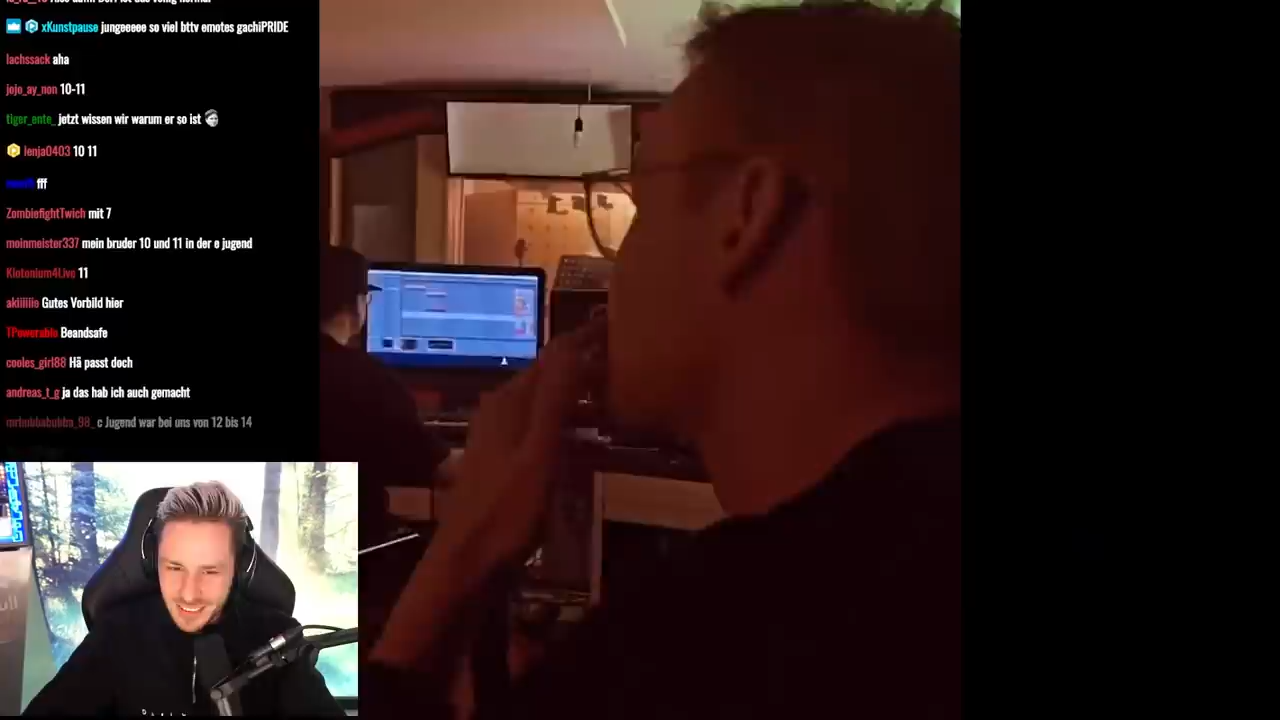 xKunstpause jungeeeee so viel bttv emotes gachiPRIDE
lachssack aha
jojo_ay_non 10-11
tiger_ente_ jetzt wissen wir warum er so ist
lenja0403 10 11
fff
ZombiefightTwich mit 7
moinmeister337 mein bruder 10 und 11 in der e jugend
Klotonium4Live 11
Gutes Vorbild hier
TPowerable Beandsafe
cooles_girl88 Hä passt doch
andreas_t_g ja das hab ich auch gemacht
mrbubbabubba_98_ c Jugend war bei uns von 12 bis 14